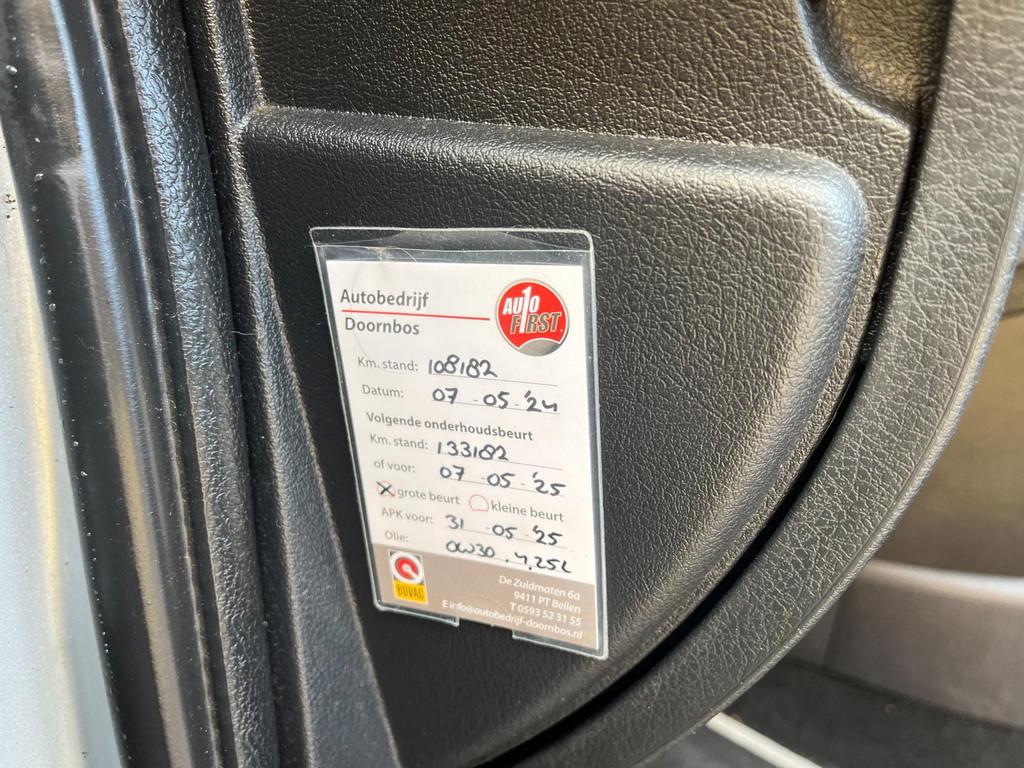 Autobedrijf
Doornbos
AUTO
F1RST
Km. stand: 108182
Datum: 07-05-'24
Volgende onderhoudsbeurt
Km. stand: 133182
of voor: 07-05-'25
grote beurt kleine beurt
APK voor: 31-05-'25
Olie: 0W30. 4,25L
BOVAG
De Zuidmaten 6a
9411 PT Beilen
T 0593 52 31 55
E info@autobedrijf-doornbos.nl